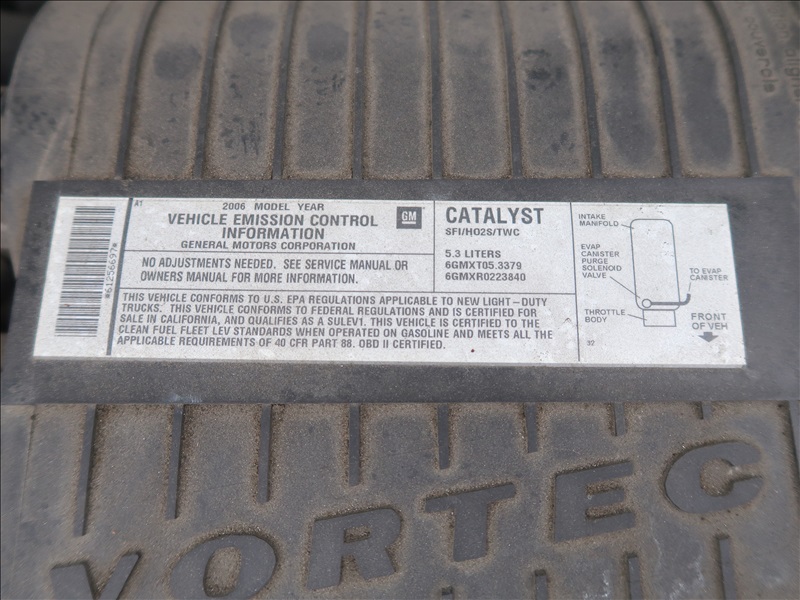 A1
2006 MODEL YEAR
VEHICLE EMISSION CONTROL
INFORMATION
GENERAL MOTORS CORPORATION
GM
NO ADJUSTMENTS NEEDED. SEE SERVICE MANUAL OR
OWNERS MANUAL FOR MORE INFORMATION.
CATALYST
SFI/HO2S/TWC
5.3 LITERS
6GMXT05.3379
6GMXR0223840
THIS VEHICLE CONFORMS TO U.S. EPA REGULATIONS APPLICABLE TO NEW LIGHT-DUTY
TRUCKS. THIS VEHICLE CONFORMS TO FEDERAL REGULATIONS AND IS CERTIFIED FOR
SALE IN CALIFORNIA, AND QUALIFIES AS A SULEV1. THIS VEHICLE IS CERTIFIED TO THE
CLEAN FUEL FLEET LEV STANDARDS WHEN OPERATED ON GASOLINE AND MEETS ALL THE
APPLICABLE REQUIREMENTS OF 40 CFR PART 88. OBD II CERTIFIED.
*61256697*
INTAKE
MANIFOLD
EVAP
CANISTER
PURGE
SOLENOID
VALVE
TO EVAP
CANISTER
THROTTLE
BODY
FRONT
OF VEH
32
VORTEC